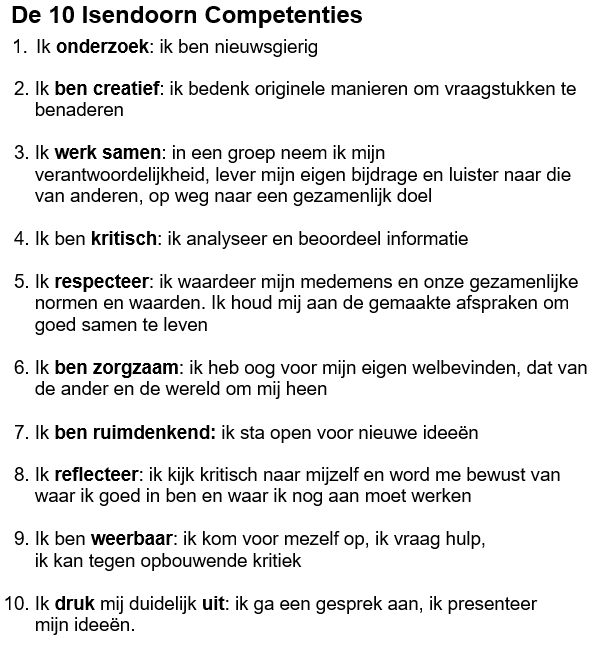 De 10 Isendoorn Competenties
1. Ik onderzoek: ik ben nieuwsgierig
2. Ik ben creatief: ik bedenk originele manieren om vraagstukken te
benaderen
3. Ik werk samen: in een groep neem ik mijn
verantwoordelijkheid, lever mijn eigen bijdrage en luister naar die
van anderen, op weg naar een gezamenlijk doel
4. Ik ben kritisch: ik analyseer en beoordeel informatie
5. Ik respecteer: ik waardeer mijn medemens en onze gezamenlijke
normen en waarden. Ik houd mij aan de gemaakte afspraken om
goed samen te leven
6. Ik ben zorgzaam: ik heb oog voor mijn eigen welbevinden, dat van
de ander en de wereld om mij heen
7. Ik ben ruimdenkend: ik sta open voor nieuwe ideeën
8. Ik reflecteer: ik kijk kritisch naar mijzelf en word me bewust van
waar ik goed in ben en waar ik nog aan moet werken
9. Ik ben weerbaar: ik kom voor mezelf op, ik vraag hulp,
ik kan tegen opbouwende kritiek
10. Ik druk mij duidelijk uit: ik ga een gesprek aan, ik presenteer
mijn ideeën.